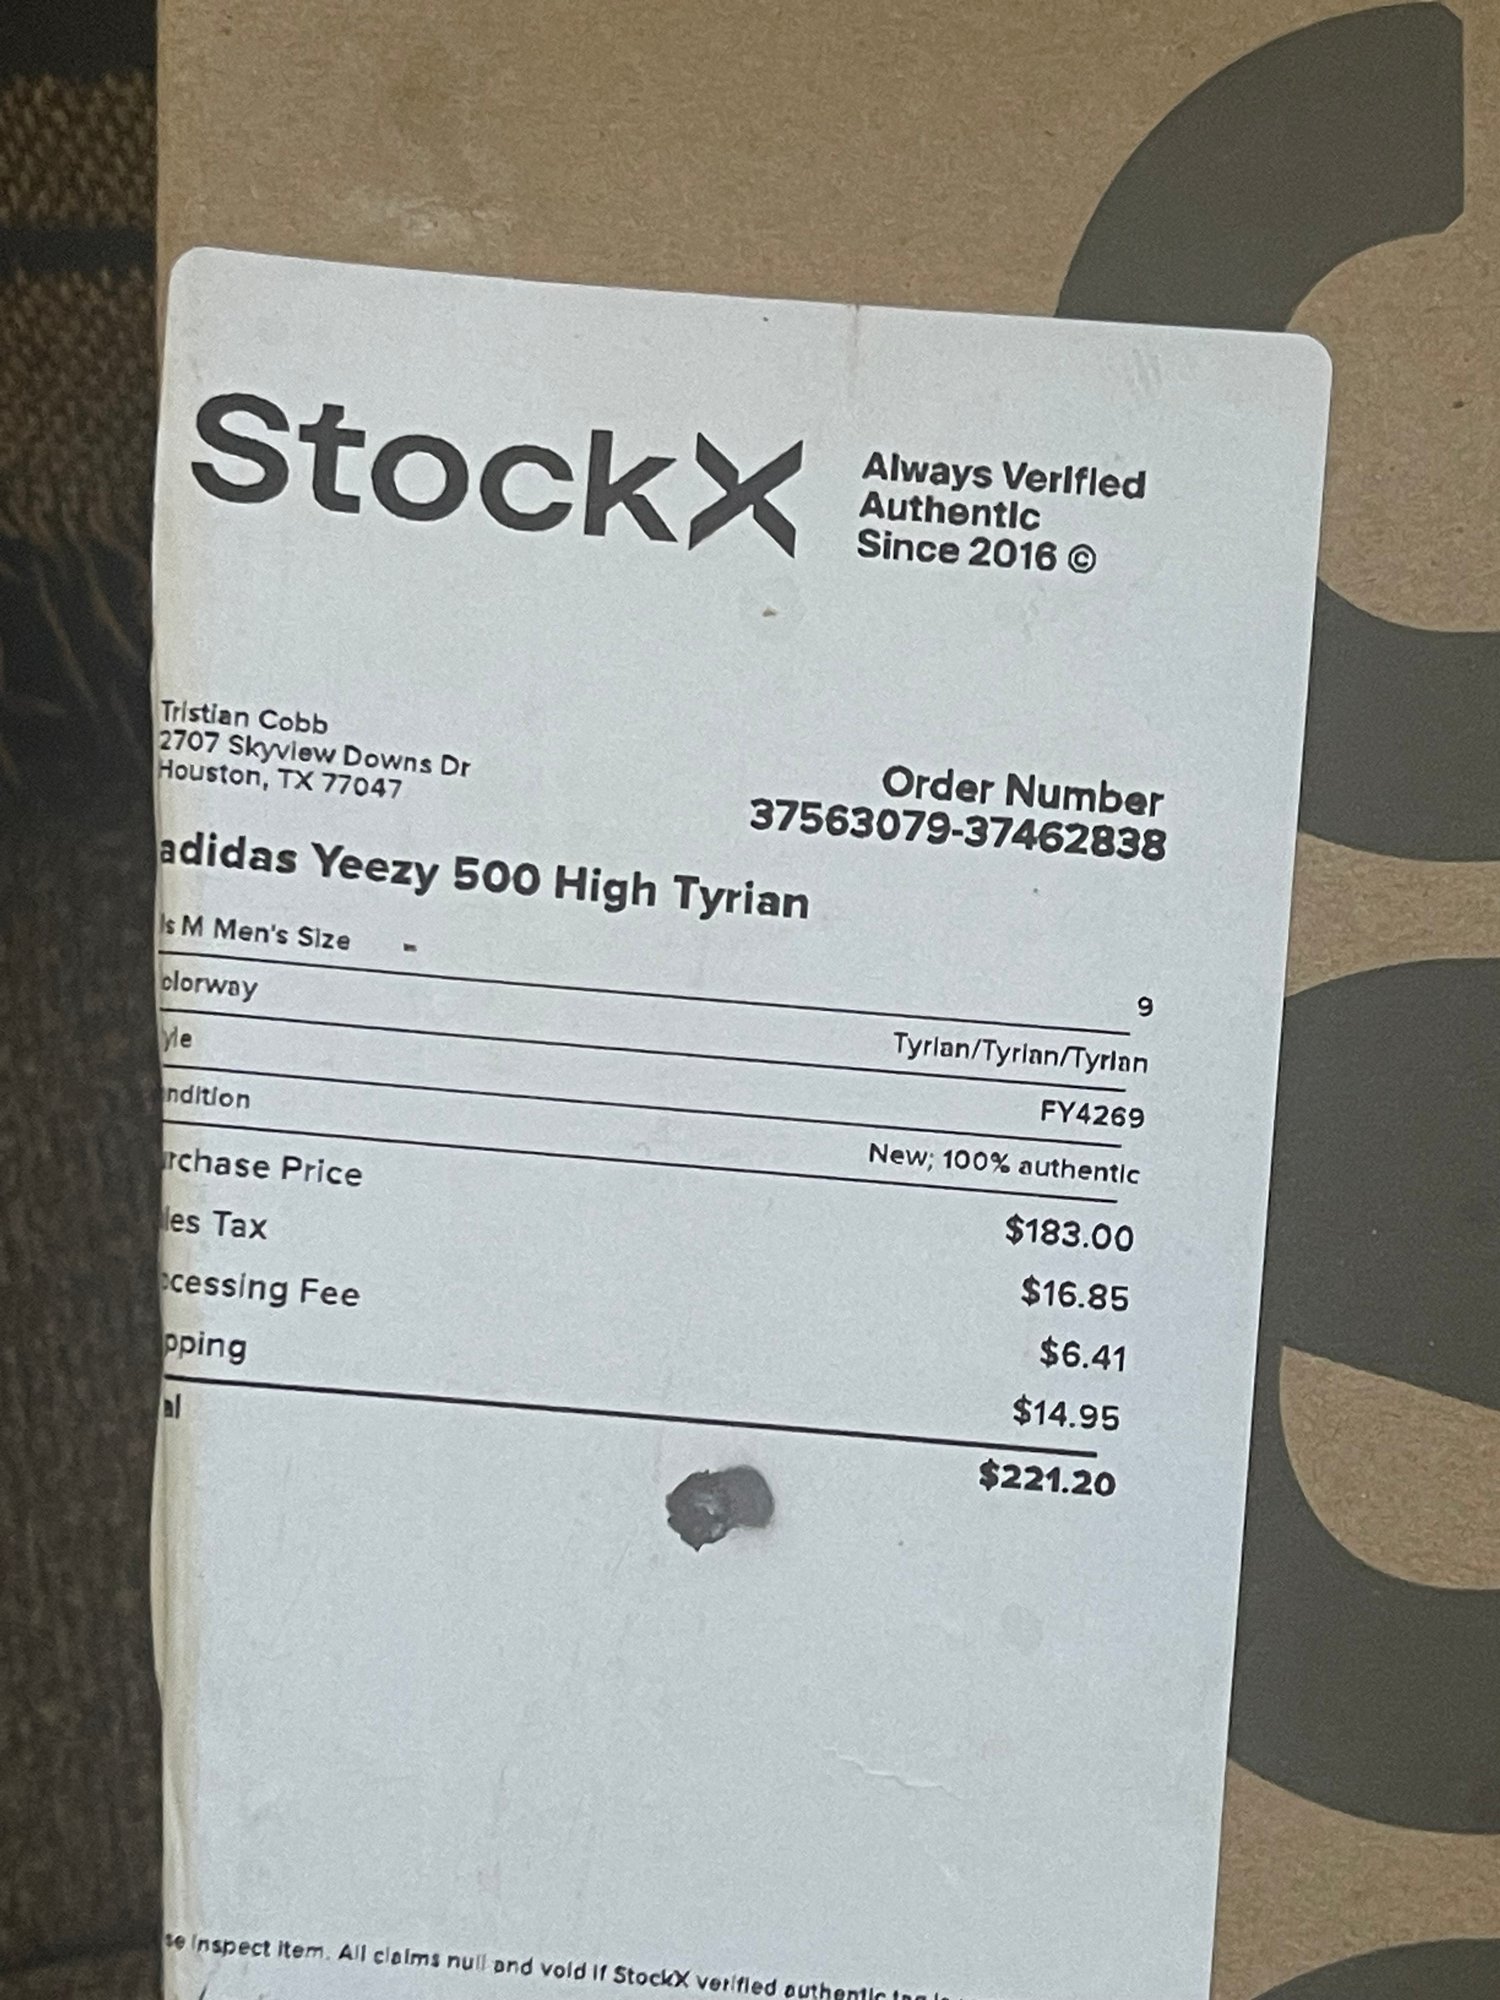 StockX
Always Verified
Authentic
Since 2016 ©
Tristian Cobb
2707 Skyview Downs Dr
Houston, TX 77047
Order Number
37563079-37462838
adidas Yeezy 500 High Tyrian
ls M Men's Size 9
olorway Tyrian/Tyrian/Tyrian
yle FY4269
ndition New; 100% authentic
rchase Price $183.00
les Tax $16.85
cessing Fee $6.41
pping $14.95
al $221.20
se inspect item. All claims null and void if StockX verified authentic tag